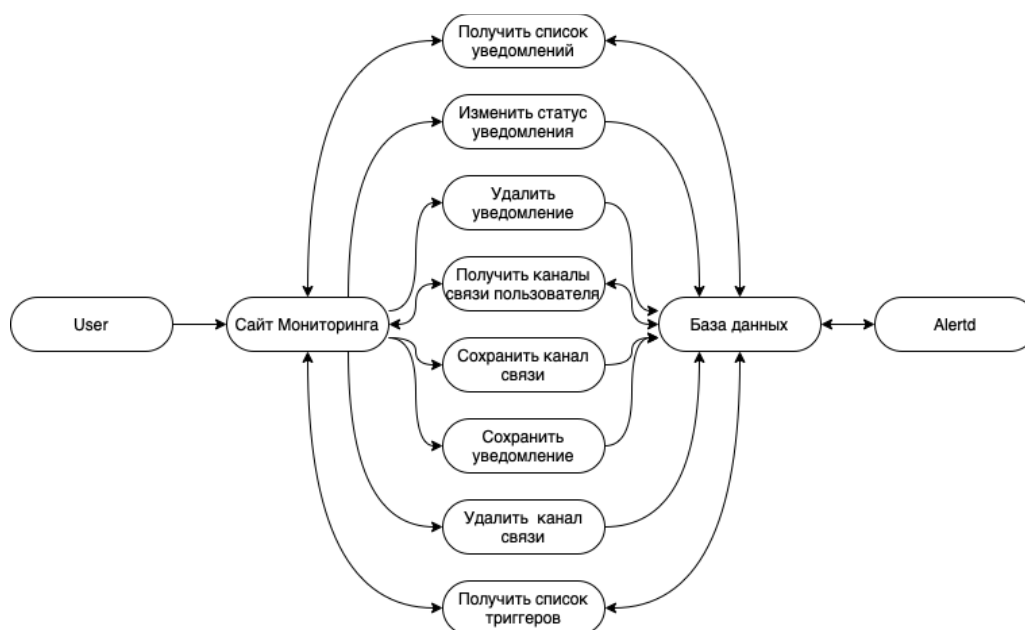 Получить список
уведомлений
Изменить статус
уведомления
Удалить
уведомление
Получить каналы
связи пользователя
User
Сайт Мониторинга
База данных
Alertd
Сохранить канал
связи
Сохранить
уведомление
Удалить канал
связи
Получить список
триггеров